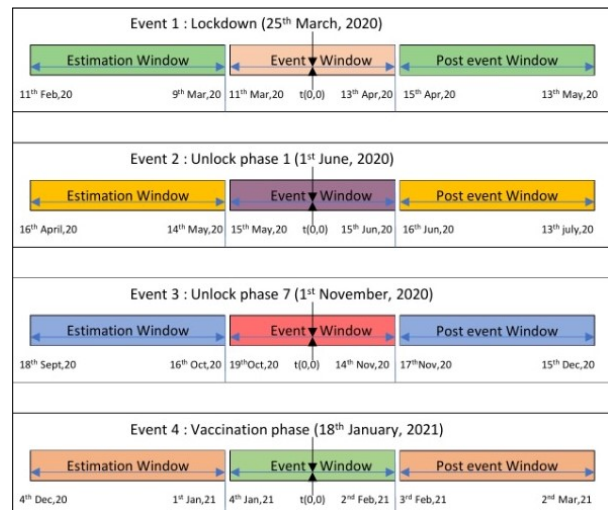 Event 1 : Lockdown (25th March, 2020)
Estimation Window Event Window Post event Window
11th Feb,20 9th Mar,20 11th Mar,20 t(0,0) 13th Apr,20 15th Apr,20 13th May,20
Event 2 : Unlock phase 1 (1st June, 2020)
Estimation Window Event Window Post event Window
16th April,20 14th May,20 15th May,20 t(0,0) 15th Jun,20 16th Jun,20 13th july,20
Event 3 : Unlock phase 7 (1st November, 2020)
Estimation Window Event Window Post event Window
18th Sept,20 16th Oct,20 19thOct,20 t(0,0) 14th Nov,20 17thNov,20 15th Dec,20
Event 4 : Vaccination phase (18th January, 2021)
Estimation Window Event Window Post event Window
4th Dec,20 1st Jan,21 4th Jan,21 t(0,0) 2nd Feb,21 3rd Feb,21 2nd Mar,21